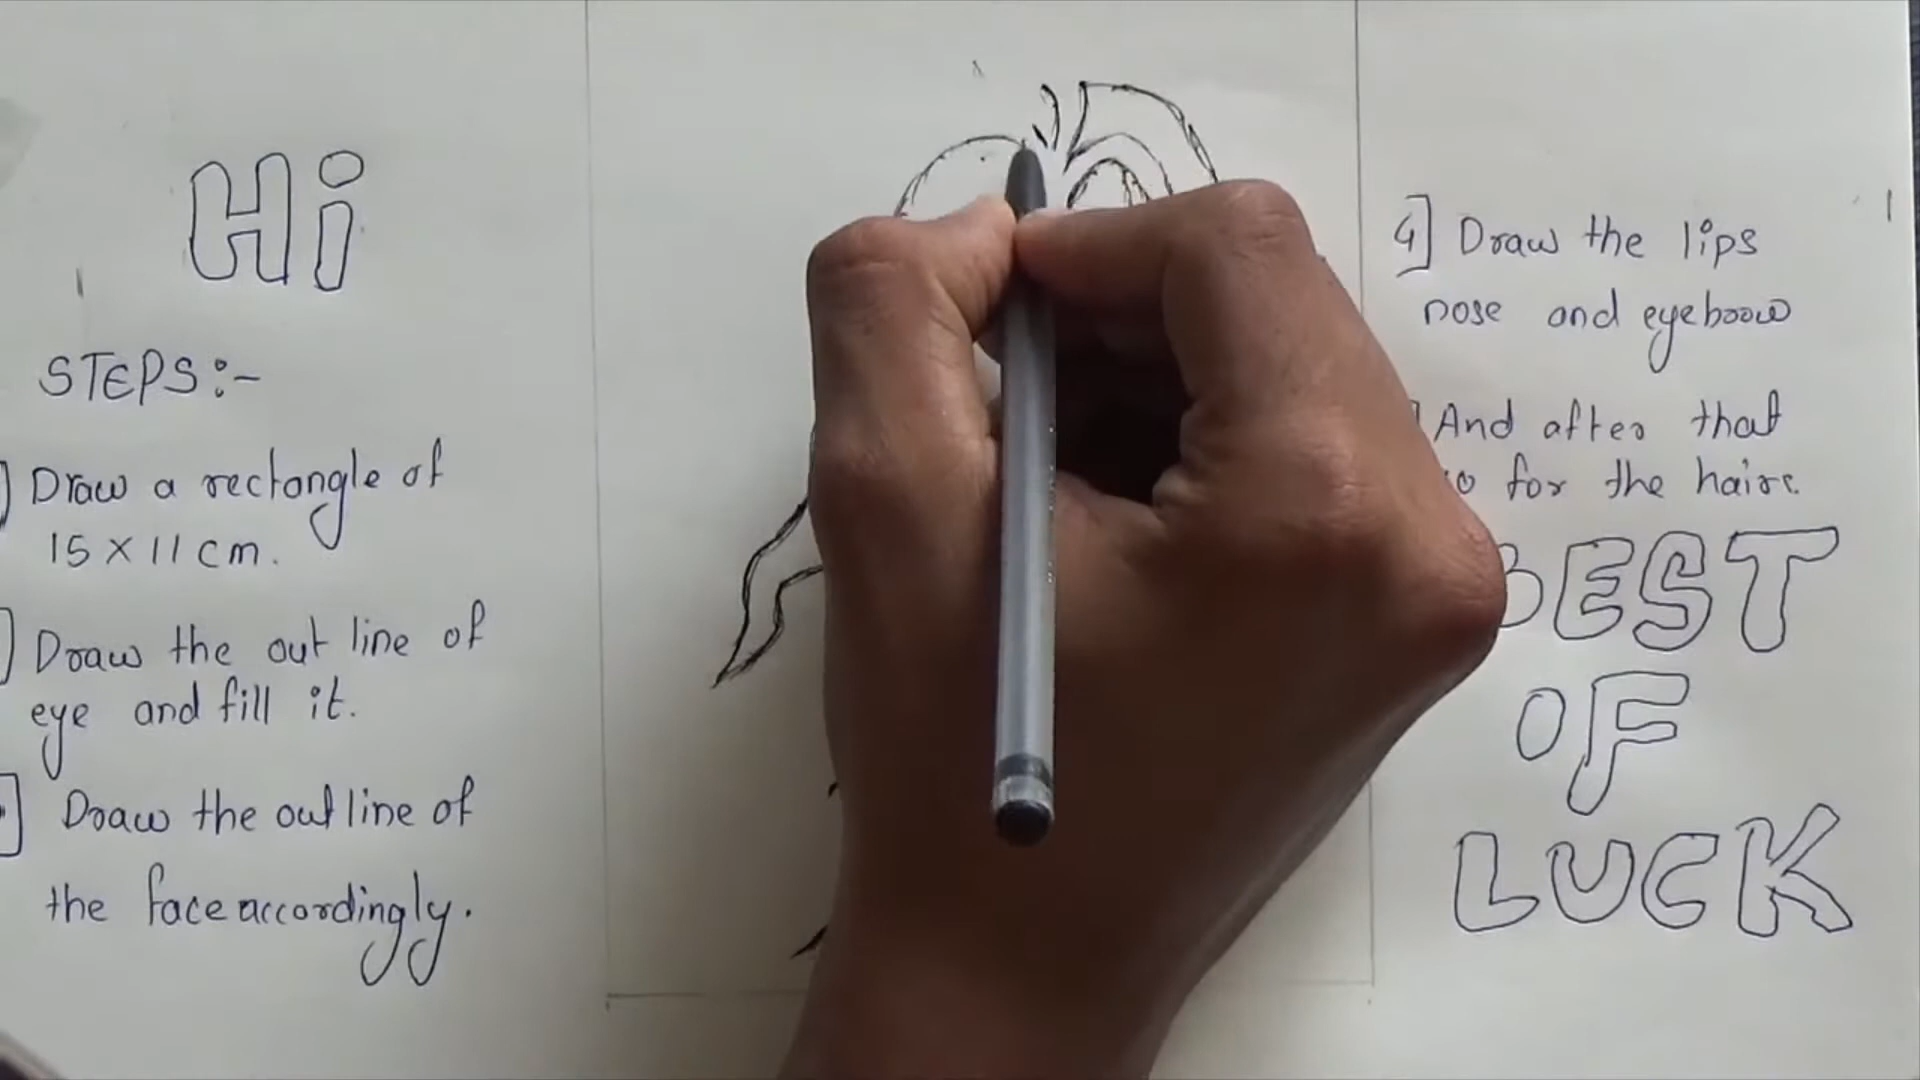 Hi
STEPS:-
] Draw a rectangle of
15 X 11 cm.
] Draw the out line of
eye and fill it.
] Draw the out line of
the face accordingly.
4] Draw the lips
nose and eyebrow
] And after that
o for the hairs.
BEST
OF
LUCK